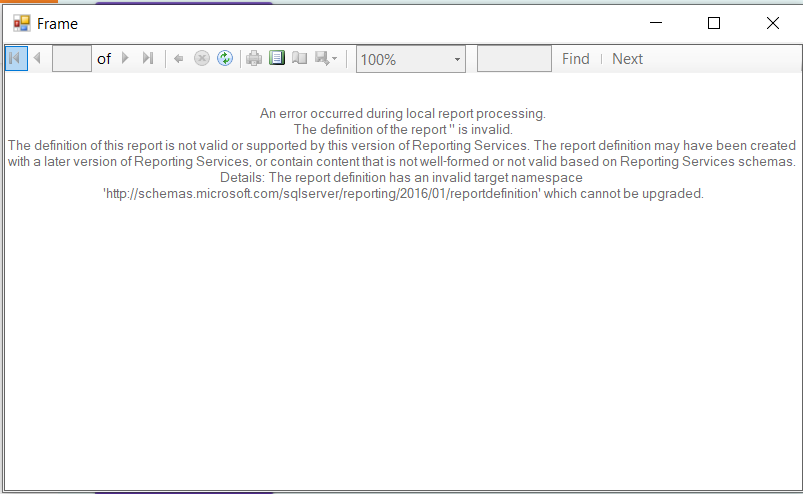 Frame
of 100% Find Next
An error occurred during local report processing.
The definition of the report '' is invalid.
The definition of this report is not valid or supported by this version of Reporting Services. The report definition may have been created
with a later version of Reporting Services, or contain content that is not well-formed or not valid based on Reporting Services schemas.
Details: The report definition has an invalid target namespace
'http://schemas.microsoft.com/sqlserver/reporting/2016/01/reportdefinition' which cannot be upgraded.